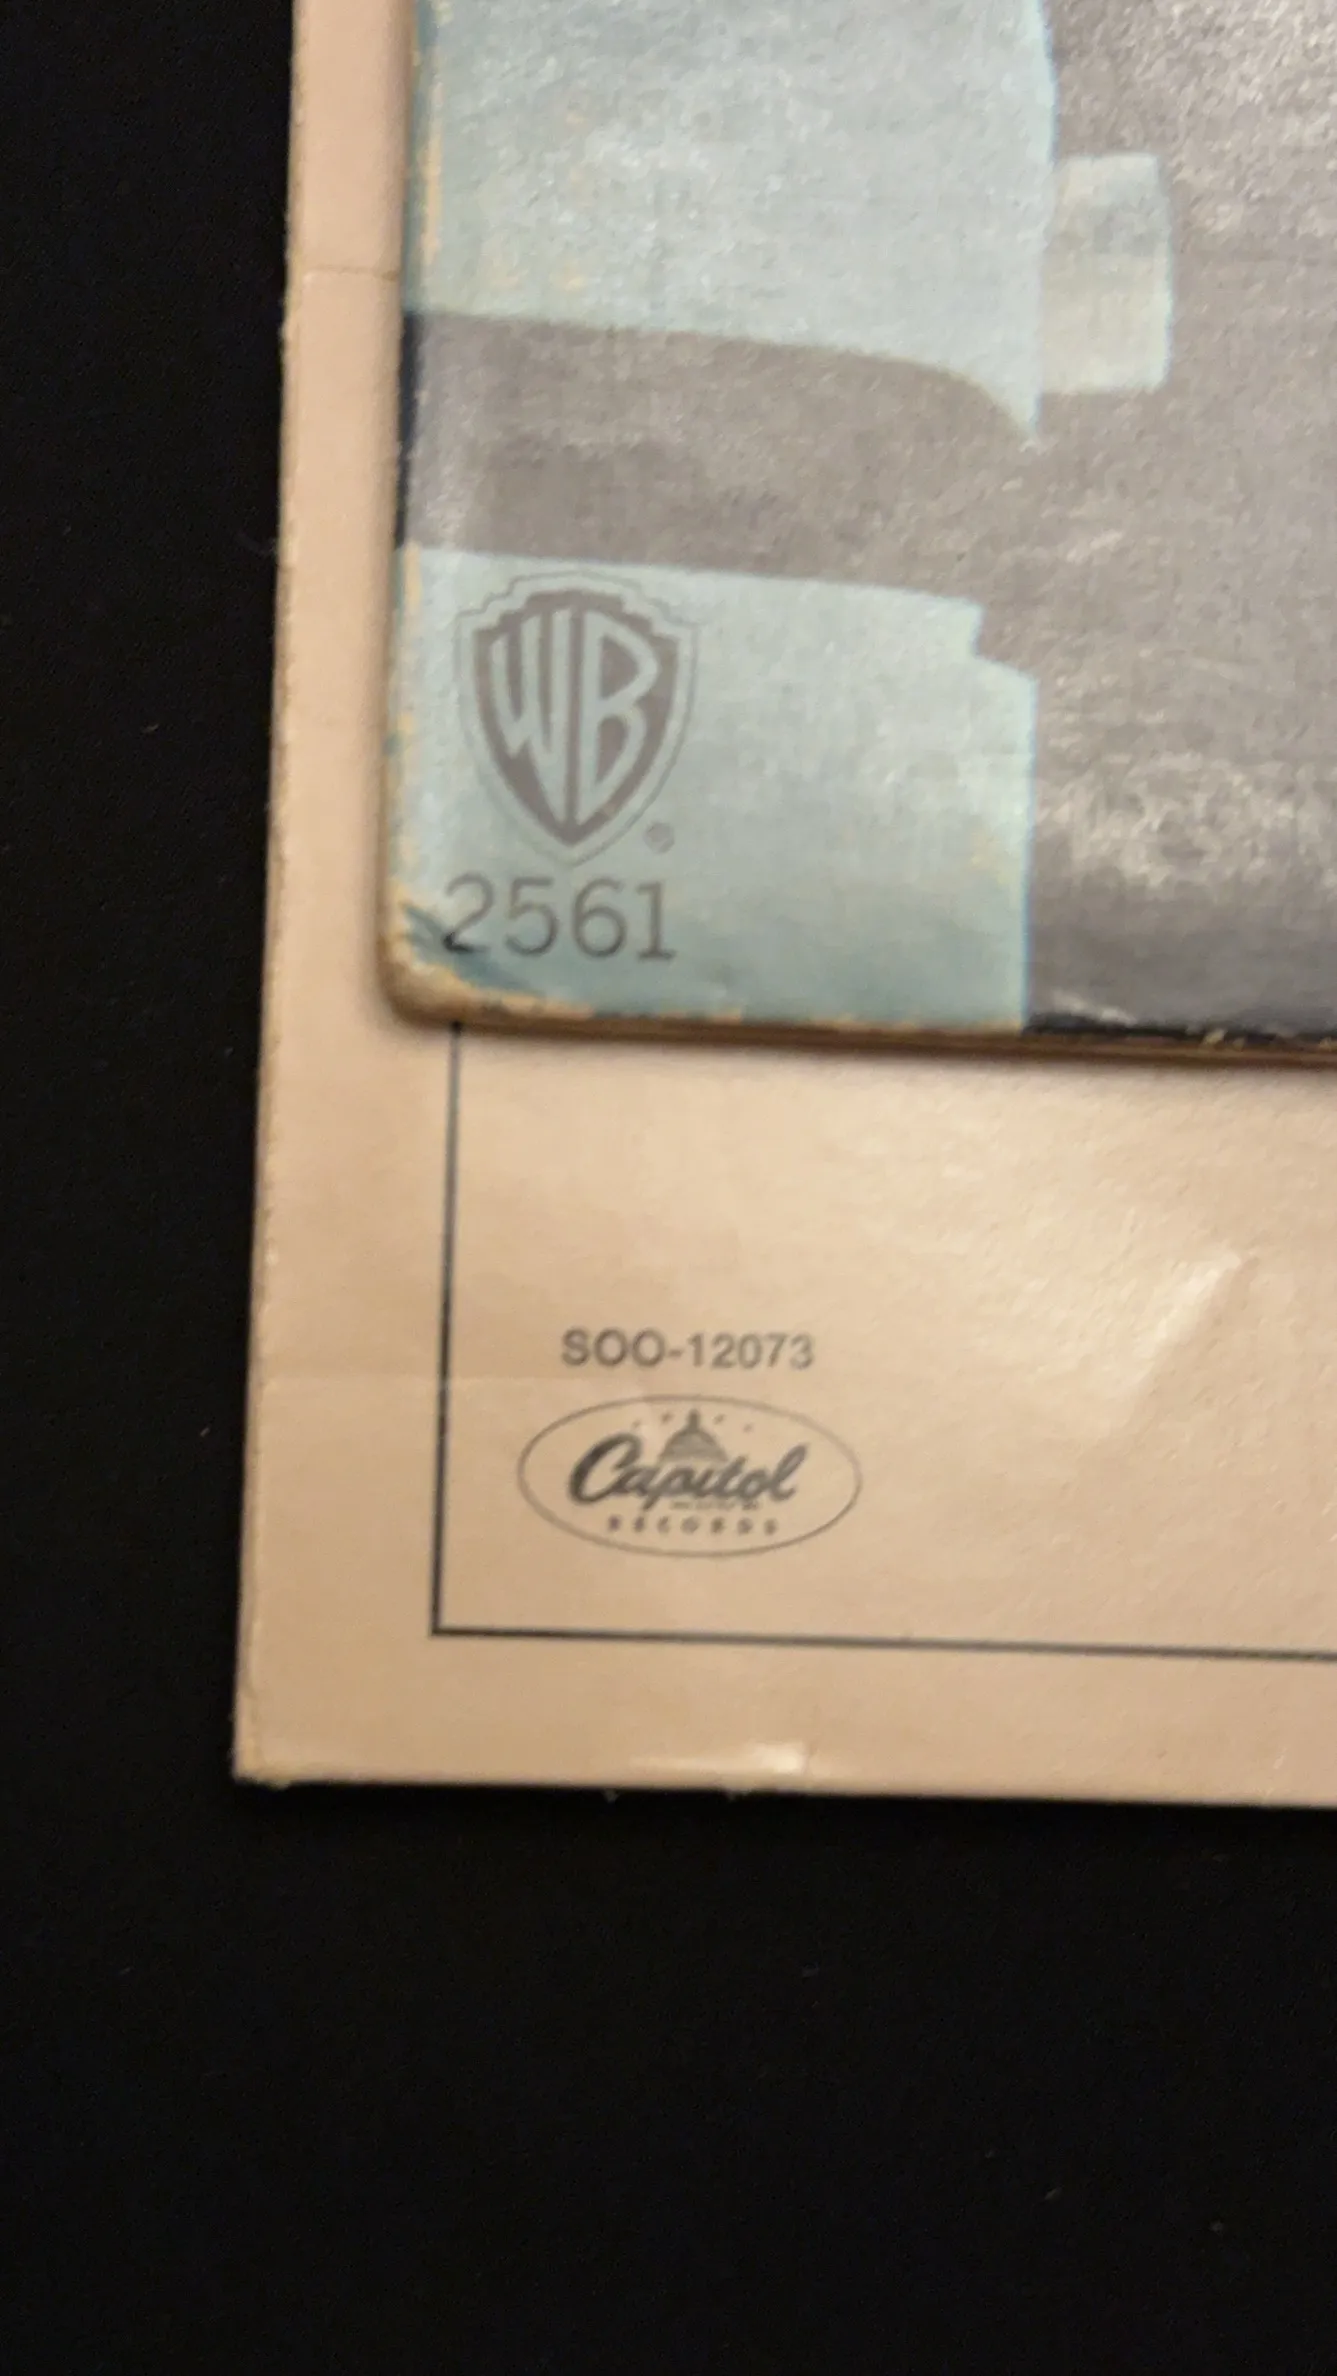 WB
®
2561
SOO-12073
Capitol
RECORDS